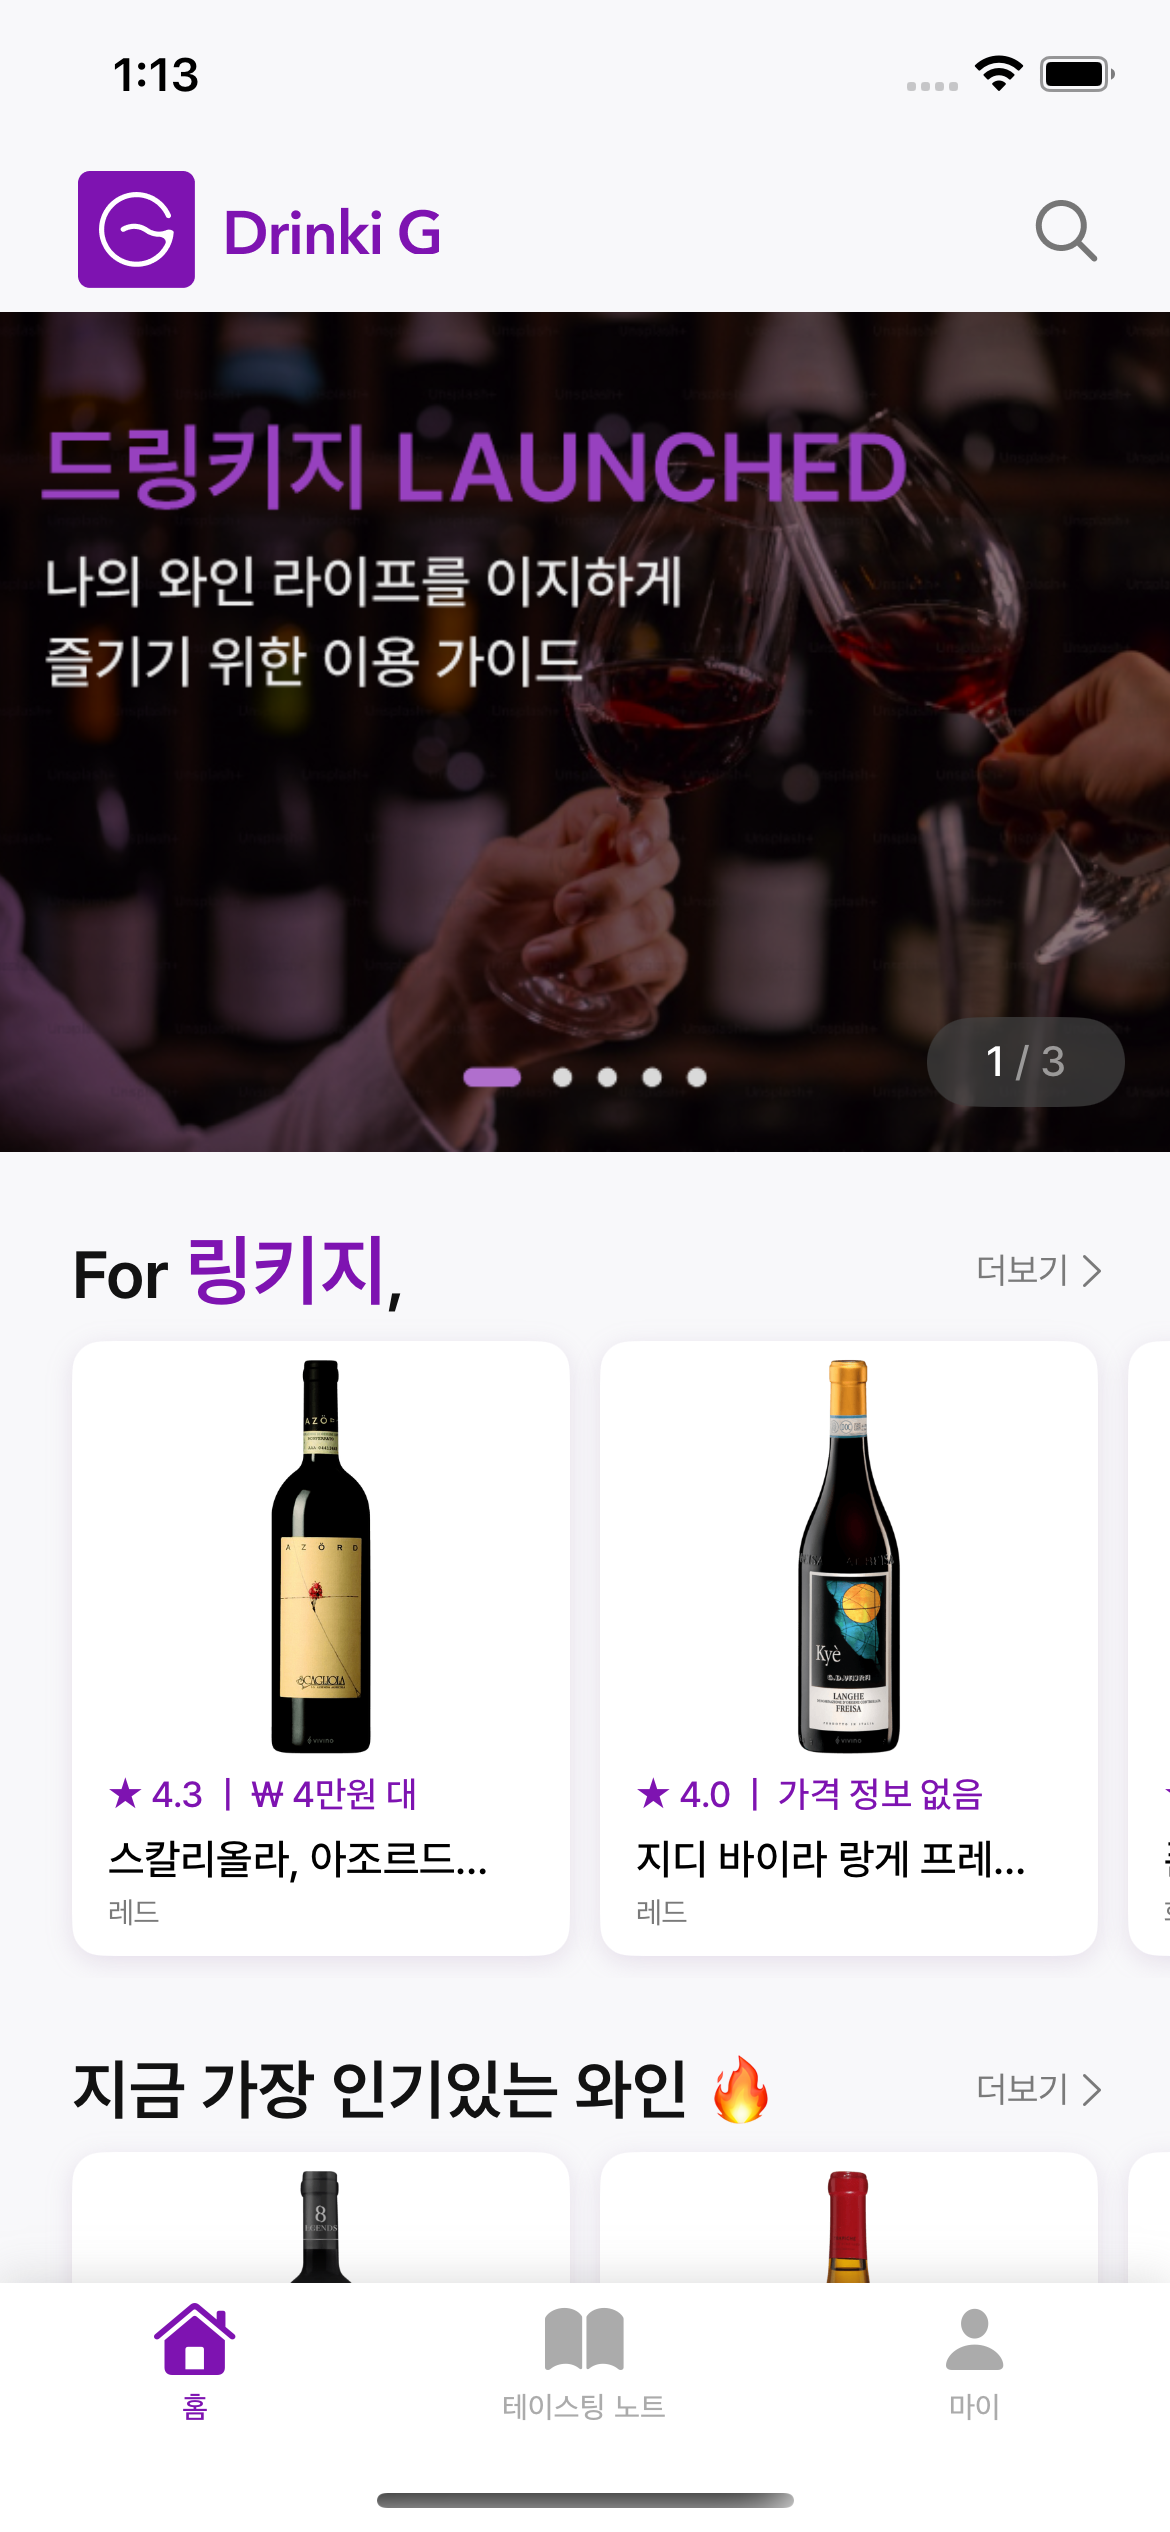 1:13
Drinki G
드링키지 LAUNCHED
나의 와인 라이프를 이지하게
즐기기 위한 이용 가이드
1 / 3
For 링키지,
더보기
AZÖRD
SCAGLIOLA
vivino
Kyè
G.D. VAJRA
LANGHE
FREISA
vivino
★ 4.3 | ₩ 4만원 대
스칼리올라, 아조르드...
레드
★ 4.0 | 가격 정보 없음
지디 바이라 랑게 프레...
레드
지금 가장 인기있는 와인 🔥
더보기
8
LEGENDS
홈
테이스팅 노트
마이